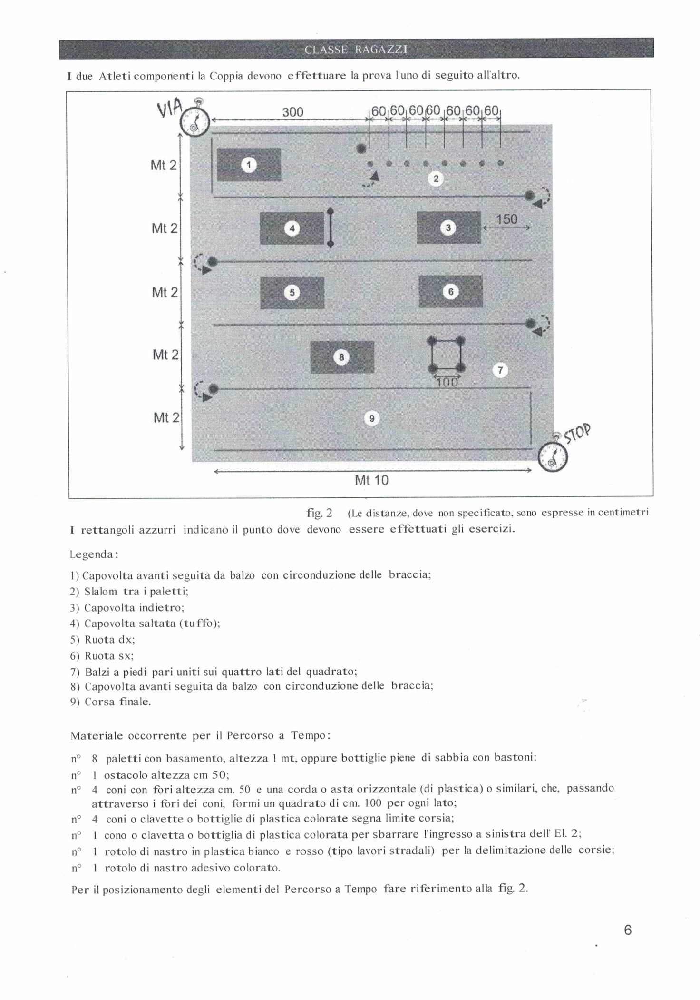 CLASSE RAGAZZI
I due Atleti componenti la Coppia devono effettuare la prova l'uno di seguito all'altro.
VIA
300
60 60 60 60 60 60 60
Mt 2
1
2
Mt 2
4
3
150
Mt 2
5
6
Mt 2
8
7
100
Mt 2
9
STOP
Mt 10
fig. 2 (Le distanze, dove non specificato, sono espresse in centimetri
I rettangoli azzurri indicano il punto dove devono essere effettuati gli esercizi.
Legenda:
1) Capovolta avanti seguita da balzo con circonduzione delle braccia;
2) Slalom tra i paletti;
3) Capovolta indietro;
4) Capovolta saltata (tuffo);
5) Ruota dx;
6) Ruota sx;
7) Balzi a piedi pari uniti sui quattro lati del quadrato;
8) Capovolta avanti seguita da balzo con circonduzione delle braccia;
9) Corsa finale.
Materiale occorrente per il Percorso a Tempo:
n° 8 paletti con basamento, altezza 1 mt, oppure bottiglie piene di sabbia con bastoni:
n° 1 ostacolo altezza cm 50;
n° 4 coni con fori altezza cm. 50 e una corda o asta orizzontale (di plastica) o similari, che, passando
attraverso i fori dei coni, formi un quadrato di cm. 100 per ogni lato;
n° 4 coni o clavette o bottiglie di plastica colorate segna limite corsia;
n° 1 cono o clavetta o bottiglia di plastica colorata per sbarrare l'ingresso a sinistra dell' El. 2;
n° 1 rotolo di nastro in plastica bianco e rosso (tipo lavori stradali) per la delimitazione delle corsie;
n° 1 rotolo di nastro adesivo colorato.
Per il posizionamento degli elementi del Percorso a Tempo fare riferimento alla fig. 2.
6